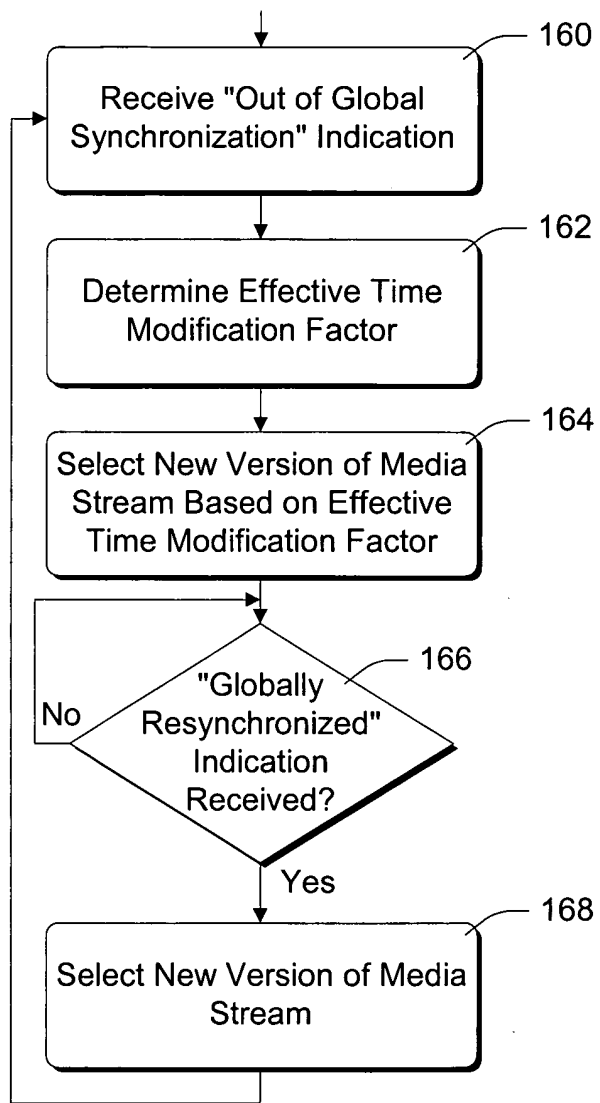 160
Receive "Out of Global
Synchronization" Indication
162
Determine Effective Time
Modification Factor
164
Select New Version of Media
Stream Based on Effective
Time Modification Factor
166
"Globally
Resynchronized"
Indication
Received?
No
Yes
168
Select New Version of Media
Stream